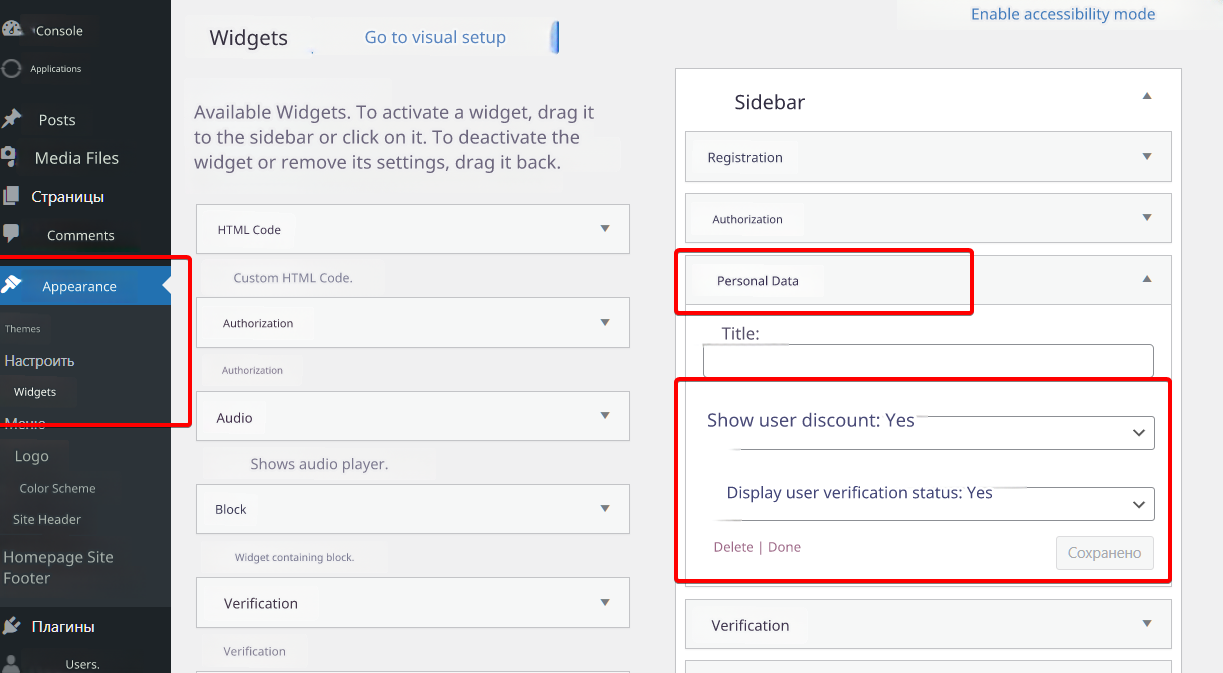 Console
Applications
Posts
Media Files
Страницы
Comments
Appearance
Themes
Настроить
Widgets
Меню
Logo
Color Scheme
Site Header
Homepage Site
Footer
Плагины
Users.
Widgets
Go to visual setup
Enable accessibility mode
Available Widgets. To activate a widget, drag it
to the sidebar or click on it. To deactivate the
widget or remove its settings, drag it back.
HTML Code
Custom HTML Code.
Authorization
Authorization
Audio
Shows audio player.
Block
Widget containing block.
Verification
Verification
Sidebar
Registration
Authorization
Personal Data
Title:
Show user discount: Yes
Display user verification status: Yes
Delete | Done
Сохранено
Verification